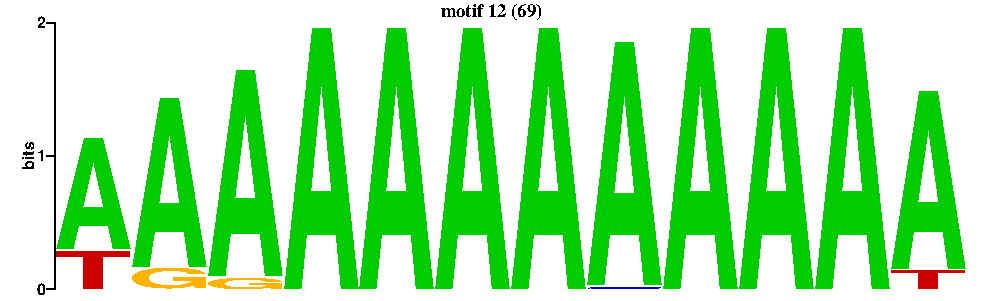 motif 12 (69)
bits
2
1
0
A A A A A A A A A A A A
T G G T